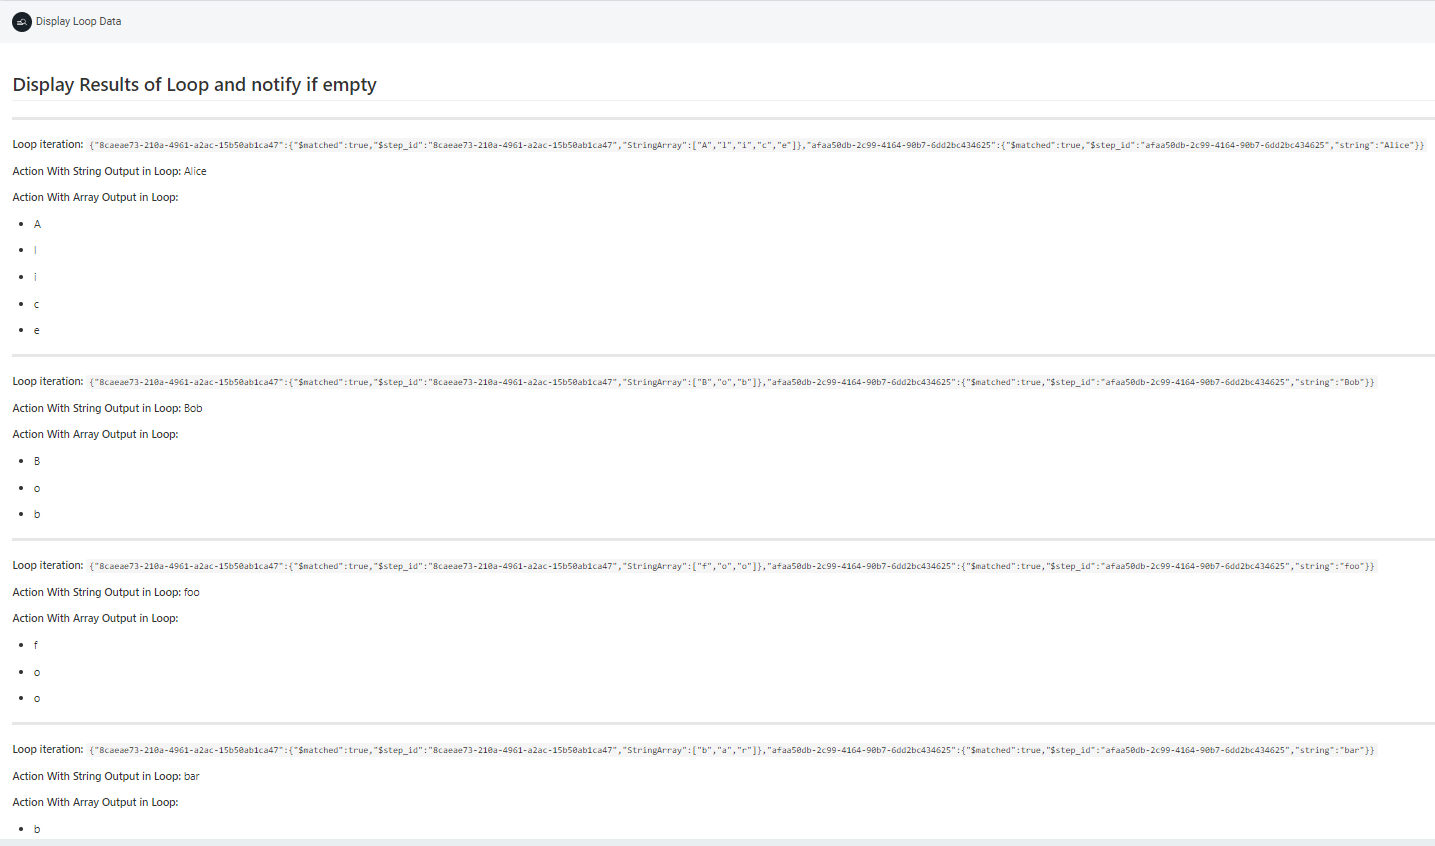 Display Loop Data
Display Results of Loop and notify if empty
Loop iteration: {"8caeae73-210a-4961-a2ac-15b50ab1ca47":{"$matched":true,"$step_id":"8caeae73-210a-4961-a2ac-15b50ab1ca47","StringArray":["A","l","i","c","e"]},"afaa50db-2c99-4164-90b7-6dd2bc434625":{"$matched":true,"$step_id":"afaa50db-2c99-4164-90b7-6dd2bc434625","string":"Alice"}}
Action With String Output in Loop: Alice
Action With Array Output in Loop:
• A
• l
• i
• c
• e
Loop iteration: {"8caeae73-210a-4961-a2ac-15b50ab1ca47":{"$matched":true,"$step_id":"8caeae73-210a-4961-a2ac-15b50ab1ca47","StringArray":["B","o","b"]},"afaa50db-2c99-4164-90b7-6dd2bc434625":{"$matched":true,"$step_id":"afaa50db-2c99-4164-90b7-6dd2bc434625","string":"Bob"}}
Action With String Output in Loop: Bob
Action With Array Output in Loop:
• B
• o
• b
Loop iteration: {"8caeae73-210a-4961-a2ac-15b50ab1ca47":{"$matched":true,"$step_id":"8caeae73-210a-4961-a2ac-15b50ab1ca47","StringArray":["f","o","o"]},"afaa50db-2c99-4164-90b7-6dd2bc434625":{"$matched":true,"$step_id":"afaa50db-2c99-4164-90b7-6dd2bc434625","string":"foo"}}
Action With String Output in Loop: foo
Action With Array Output in Loop:
• f
• o
• o
Loop iteration: {"8caeae73-210a-4961-a2ac-15b50ab1ca47":{"$matched":true,"$step_id":"8caeae73-210a-4961-a2ac-15b50ab1ca47","StringArray":["b","a","r"]},"afaa50db-2c99-4164-90b7-6dd2bc434625":{"$matched":true,"$step_id":"afaa50db-2c99-4164-90b7-6dd2bc434625","string":"bar"}}
Action With String Output in Loop: bar
Action With Array Output in Loop:
• b